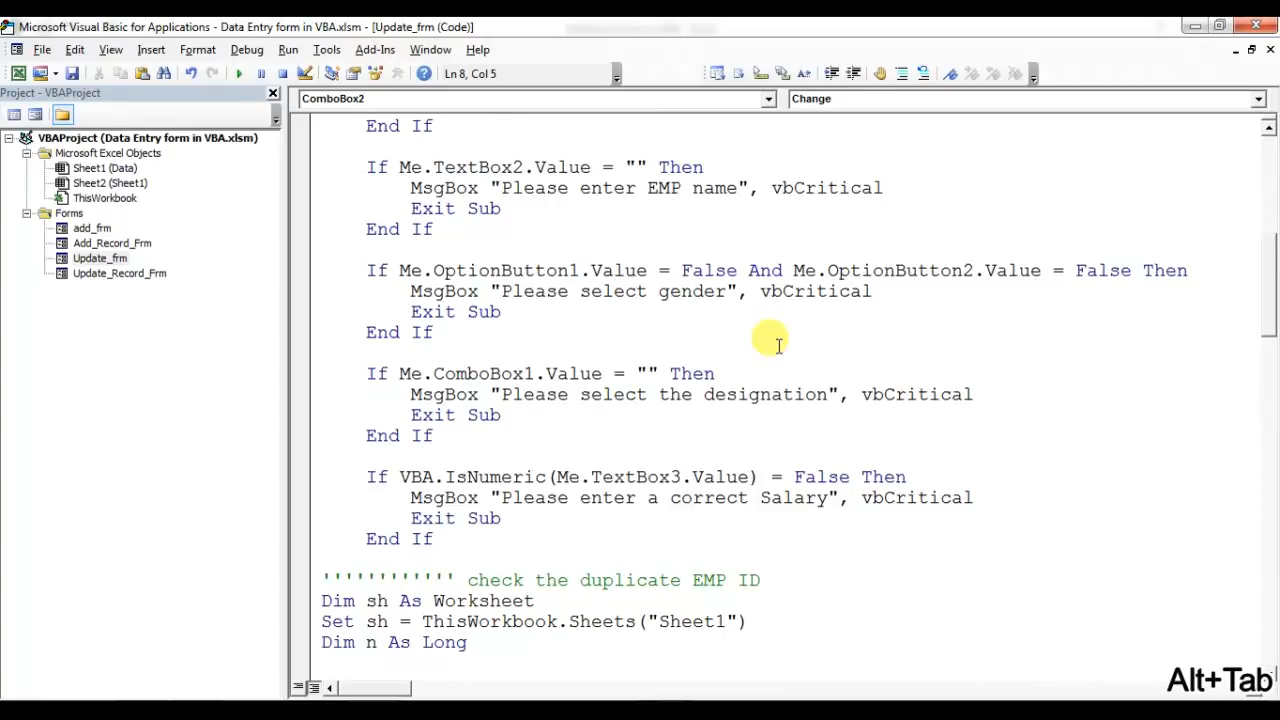 Microsoft Visual Basic for Applications - Data Entry form in VBA.xlsm - [Update_frm (Code)]
File Edit View Insert Format Debug Run Tools Add-Ins Window Help
Ln 8, Col 5
Project - VBAProject
ComboBox2
Change
VBAProject (Data Entry form in VBA.xlsm)
Microsoft Excel Objects
Sheet1 (Data)
Sheet2 (Sheet1)
ThisWorkbook
Forms
add_frm
Add_Record_Frm
Update_frm
Update_Record_Frm
End If
If Me.TextBox2.Value = "" Then
MsgBox "Please enter EMP name", vbCritical
Exit Sub
End If
If Me.OptionButton1.Value = False And Me.OptionButton2.Value = False Then
MsgBox "Please select gender", vbCritical
Exit Sub
End If
If Me.ComboBox1.Value = "" Then
MsgBox "Please select the designation", vbCritical
Exit Sub
End If
If VBA.IsNumeric(Me.TextBox3.Value) = False Then
MsgBox "Please enter a correct Salary", vbCritical
Exit Sub
End If
'''''''''''' check the duplicate EMP ID
Dim sh As Worksheet
Set sh = ThisWorkbook.Sheets("Sheet1")
Dim n As Long
Alt+Tab